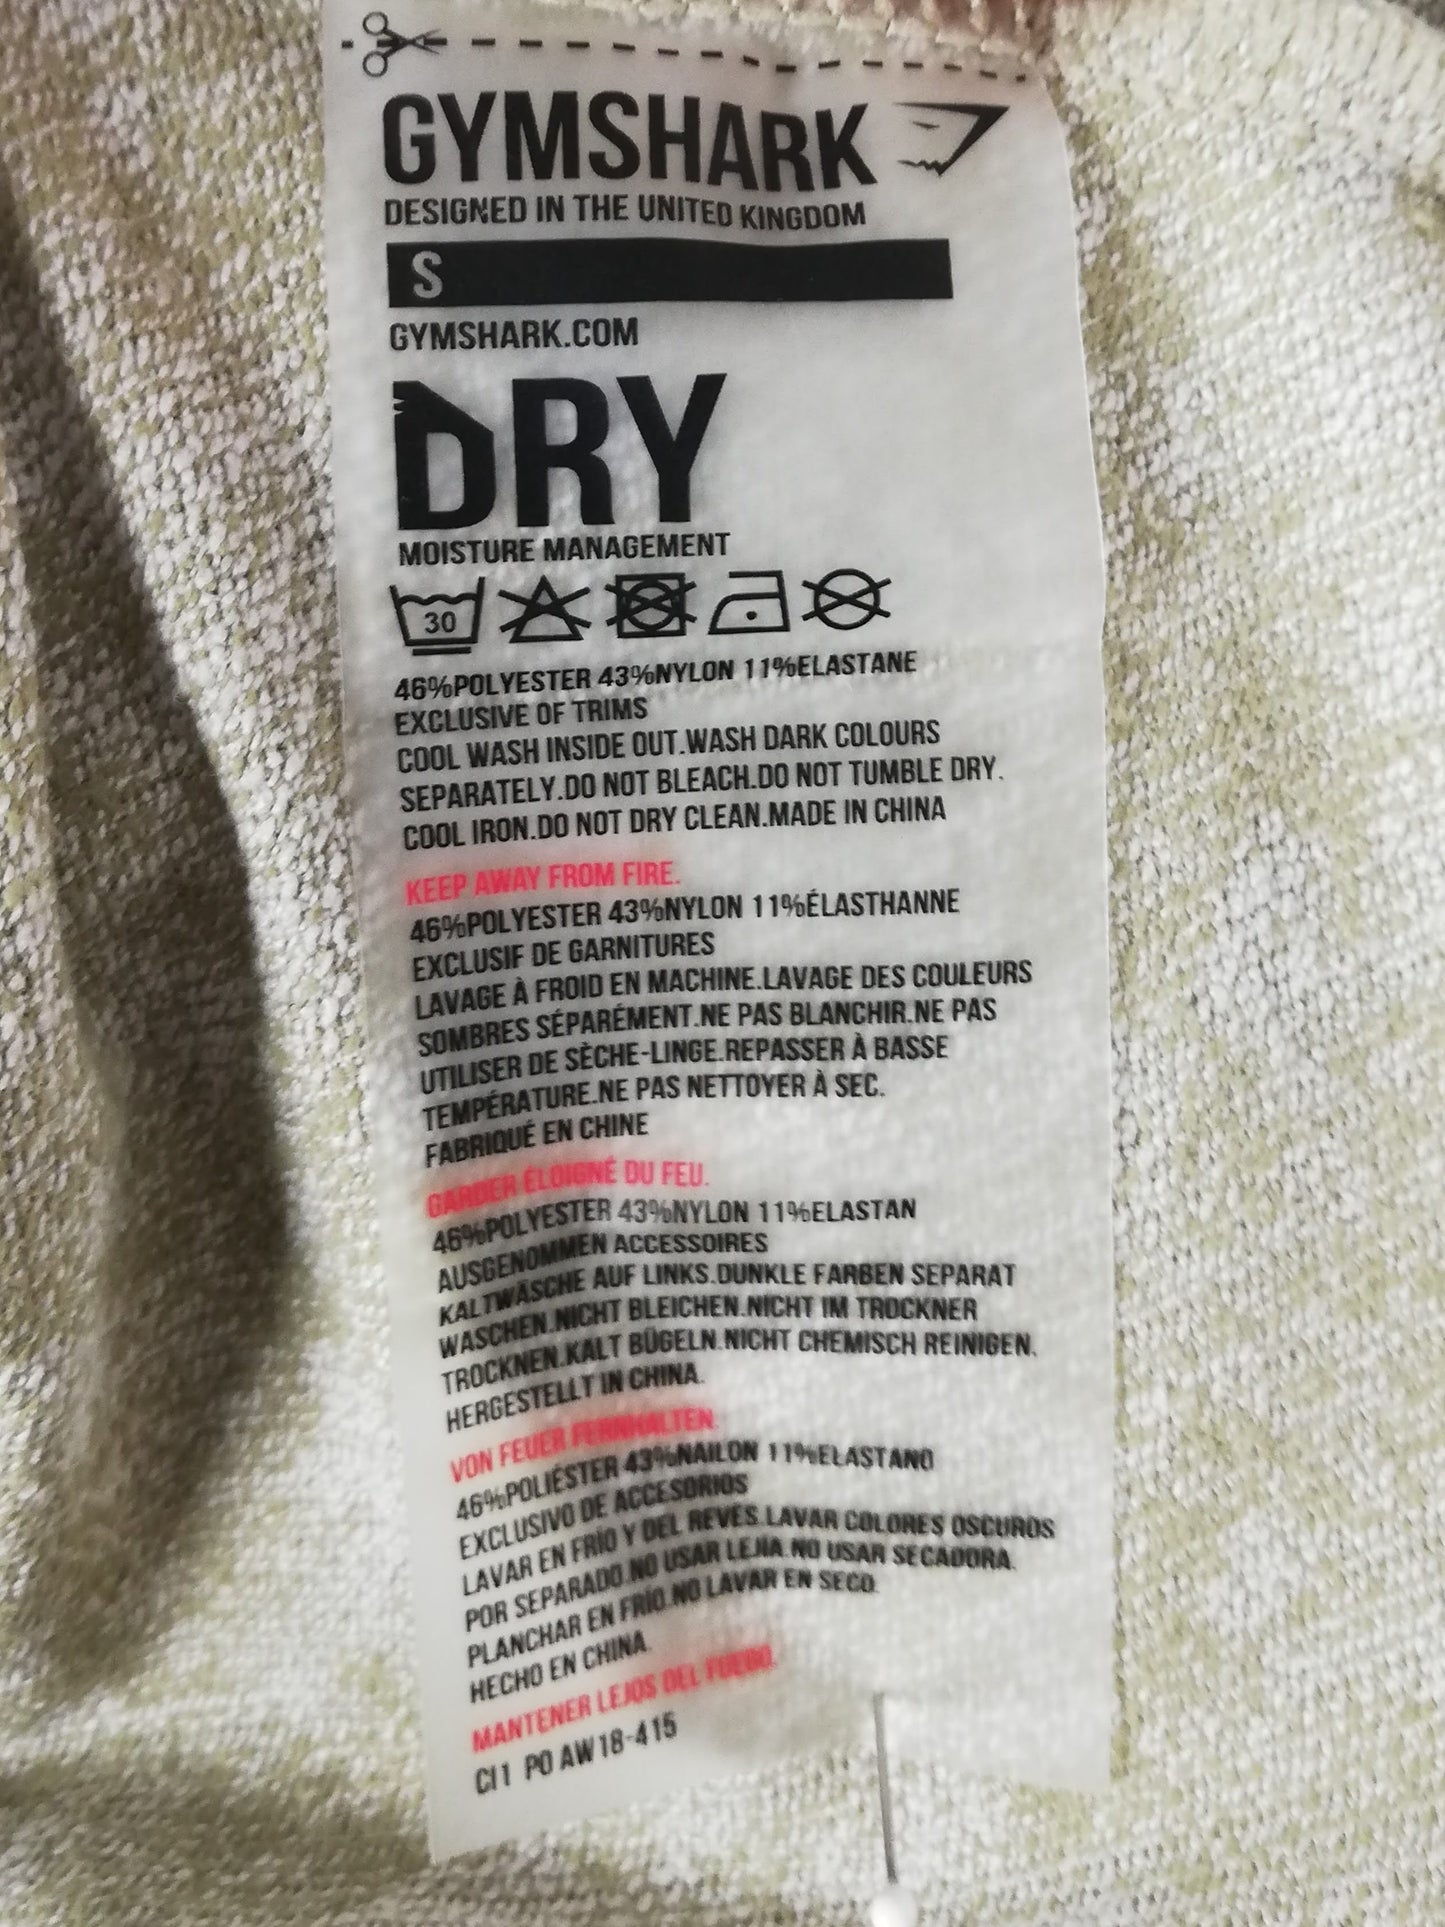 GYMSHARK
DESIGNED IN THE UNITED KINGDOM
S
GYMSHARK.COM
DRY
MOISTURE MANAGEMENT
30
46%POLYESTER 43%NYLON 11%ELASTANE
EXCLUSIVE OF TRIMS
COOL WASH INSIDE OUT.WASH DARK COLOURS
SEPARATELY.DO NOT BLEACH.DO NOT TUMBLE DRY.
COOL IRON.DO NOT DRY CLEAN.MADE IN CHINA
KEEP AWAY FROM FIRE.
46%POLYESTER 43%NYLON 11%ÉLASTHANNE
EXCLUSIF DE GARNITURES
LAVAGE À FROID EN MACHINE.LAVAGE DES COULEURS
SOMBRES SÉPARÉMENT.NE PAS BLANCHIR.NE PAS
UTILISER DE SÈCHE-LINGE.REPASSER À BASSE
TEMPÉRATURE.NE PAS NETTOYER À SEC.
FABRIQUÉ EN CHINE
GARDER ÉLOIGNÉ DU FEU.
46%POLYESTER 43%NYLON 11%ELASTAN
AUSGENOMMEN ACCESSOIRES
KALTWÄSCHE AUF LINKS.DUNKLE FARBEN SEPARAT
WASCHEN.NICHT BLEICHEN.NICHT IM TROCKNER
TROCKNEN.KALT BÜGELN.NICHT CHEMISCH REINIGEN.
HERGESTELLT IN CHINA.
VON FEUER FERNHALTEN.
46%POLIÉSTER 43%NAILON 11%ELASTANO
EXCLUSIVO DE ACCESORIOS
LAVAR EN FRÍO Y DEL REVÉS.LAVAR COLORES OSCUROS
POR SEPARADO.NO USAR LEJÍA.NO USAR SECADORA.
PLANCHAR EN FRÍO.NO LAVAR EN SECO.
HECHO EN CHINA.
MANTENER LEJOS DEL FUEGO.
CI1 PO AW18-415